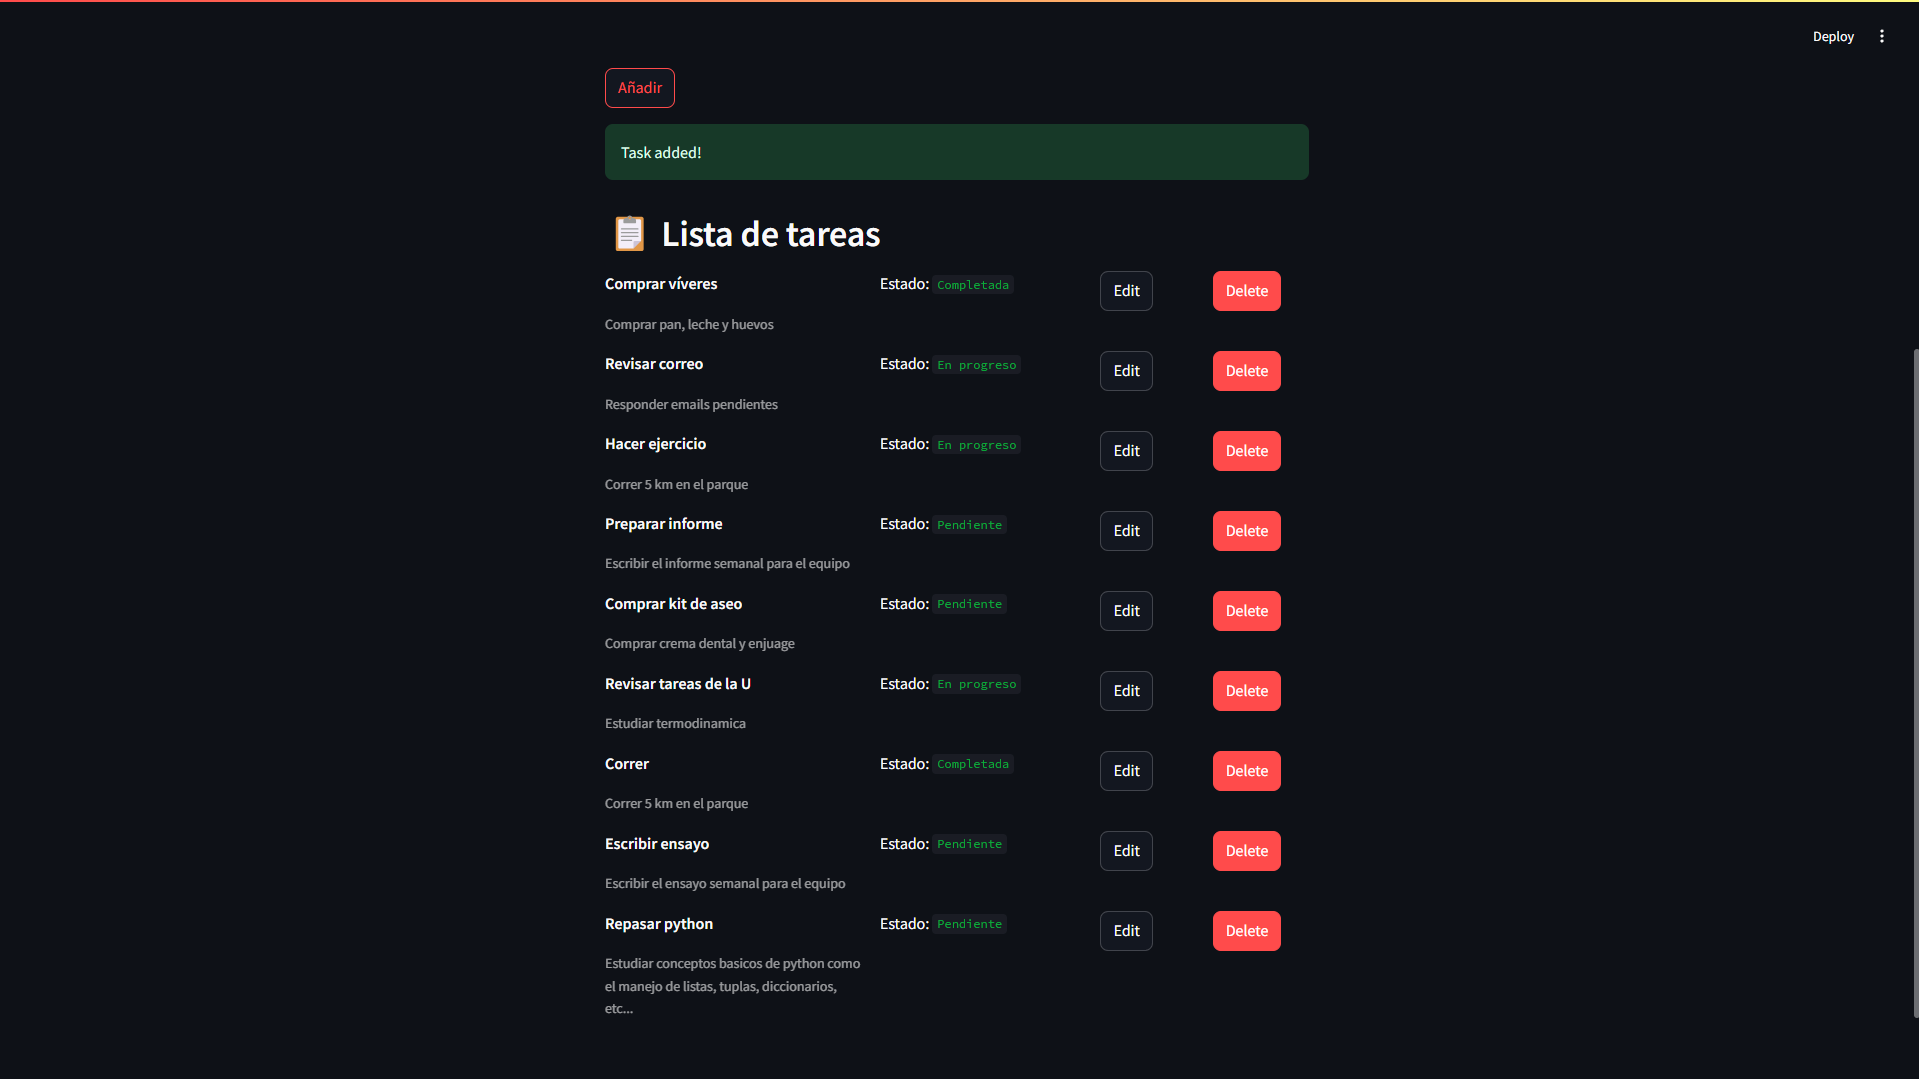 Deploy
Añadir
Task added!
Lista de tareas
Comprar víveres Estado: Completada Edit Delete
Comprar pan, leche y huevos
Revisar correo Estado: En progreso Edit Delete
Responder emails pendientes
Hacer ejercicio Estado: En progreso Edit Delete
Correr 5 km en el parque
Preparar informe Estado: Pendiente Edit Delete
Escribir el informe semanal para el equipo
Comprar kit de aseo Estado: Pendiente Edit Delete
Comprar crema dental y enjuage
Revisar tareas de la U Estado: En progreso Edit Delete
Estudiar termodinamica
Correr Estado: Completada Edit Delete
Correr 5 km en el parque
Escribir ensayo Estado: Pendiente Edit Delete
Escribir el ensayo semanal para el equipo
Repasar python Estado: Pendiente Edit Delete
Estudiar conceptos basicos de python como
el manejo de listas, tuplas, diccionarios,
etc...